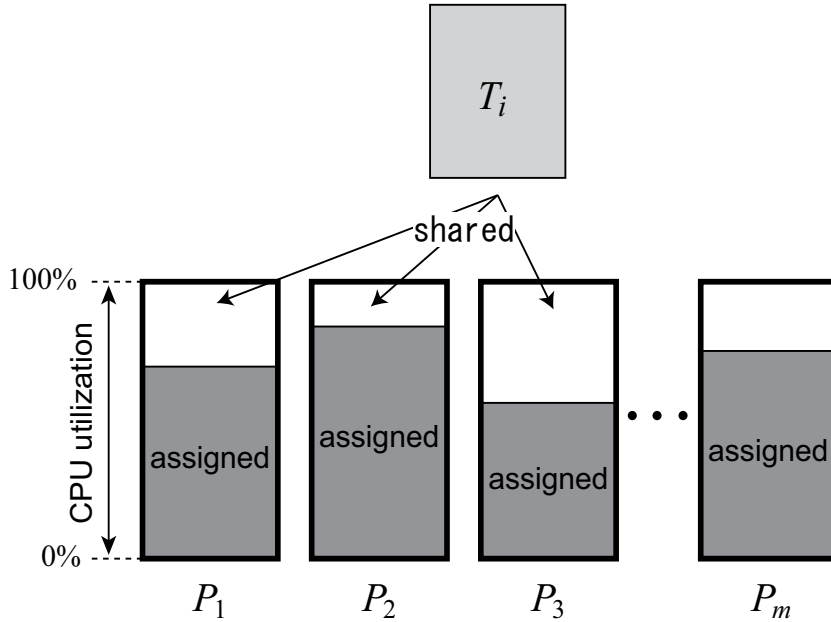 T_i
shared
100%
CPU utilization
assigned
assigned
assigned
assigned
...
0%
P_1
P_2
P_3
P_m